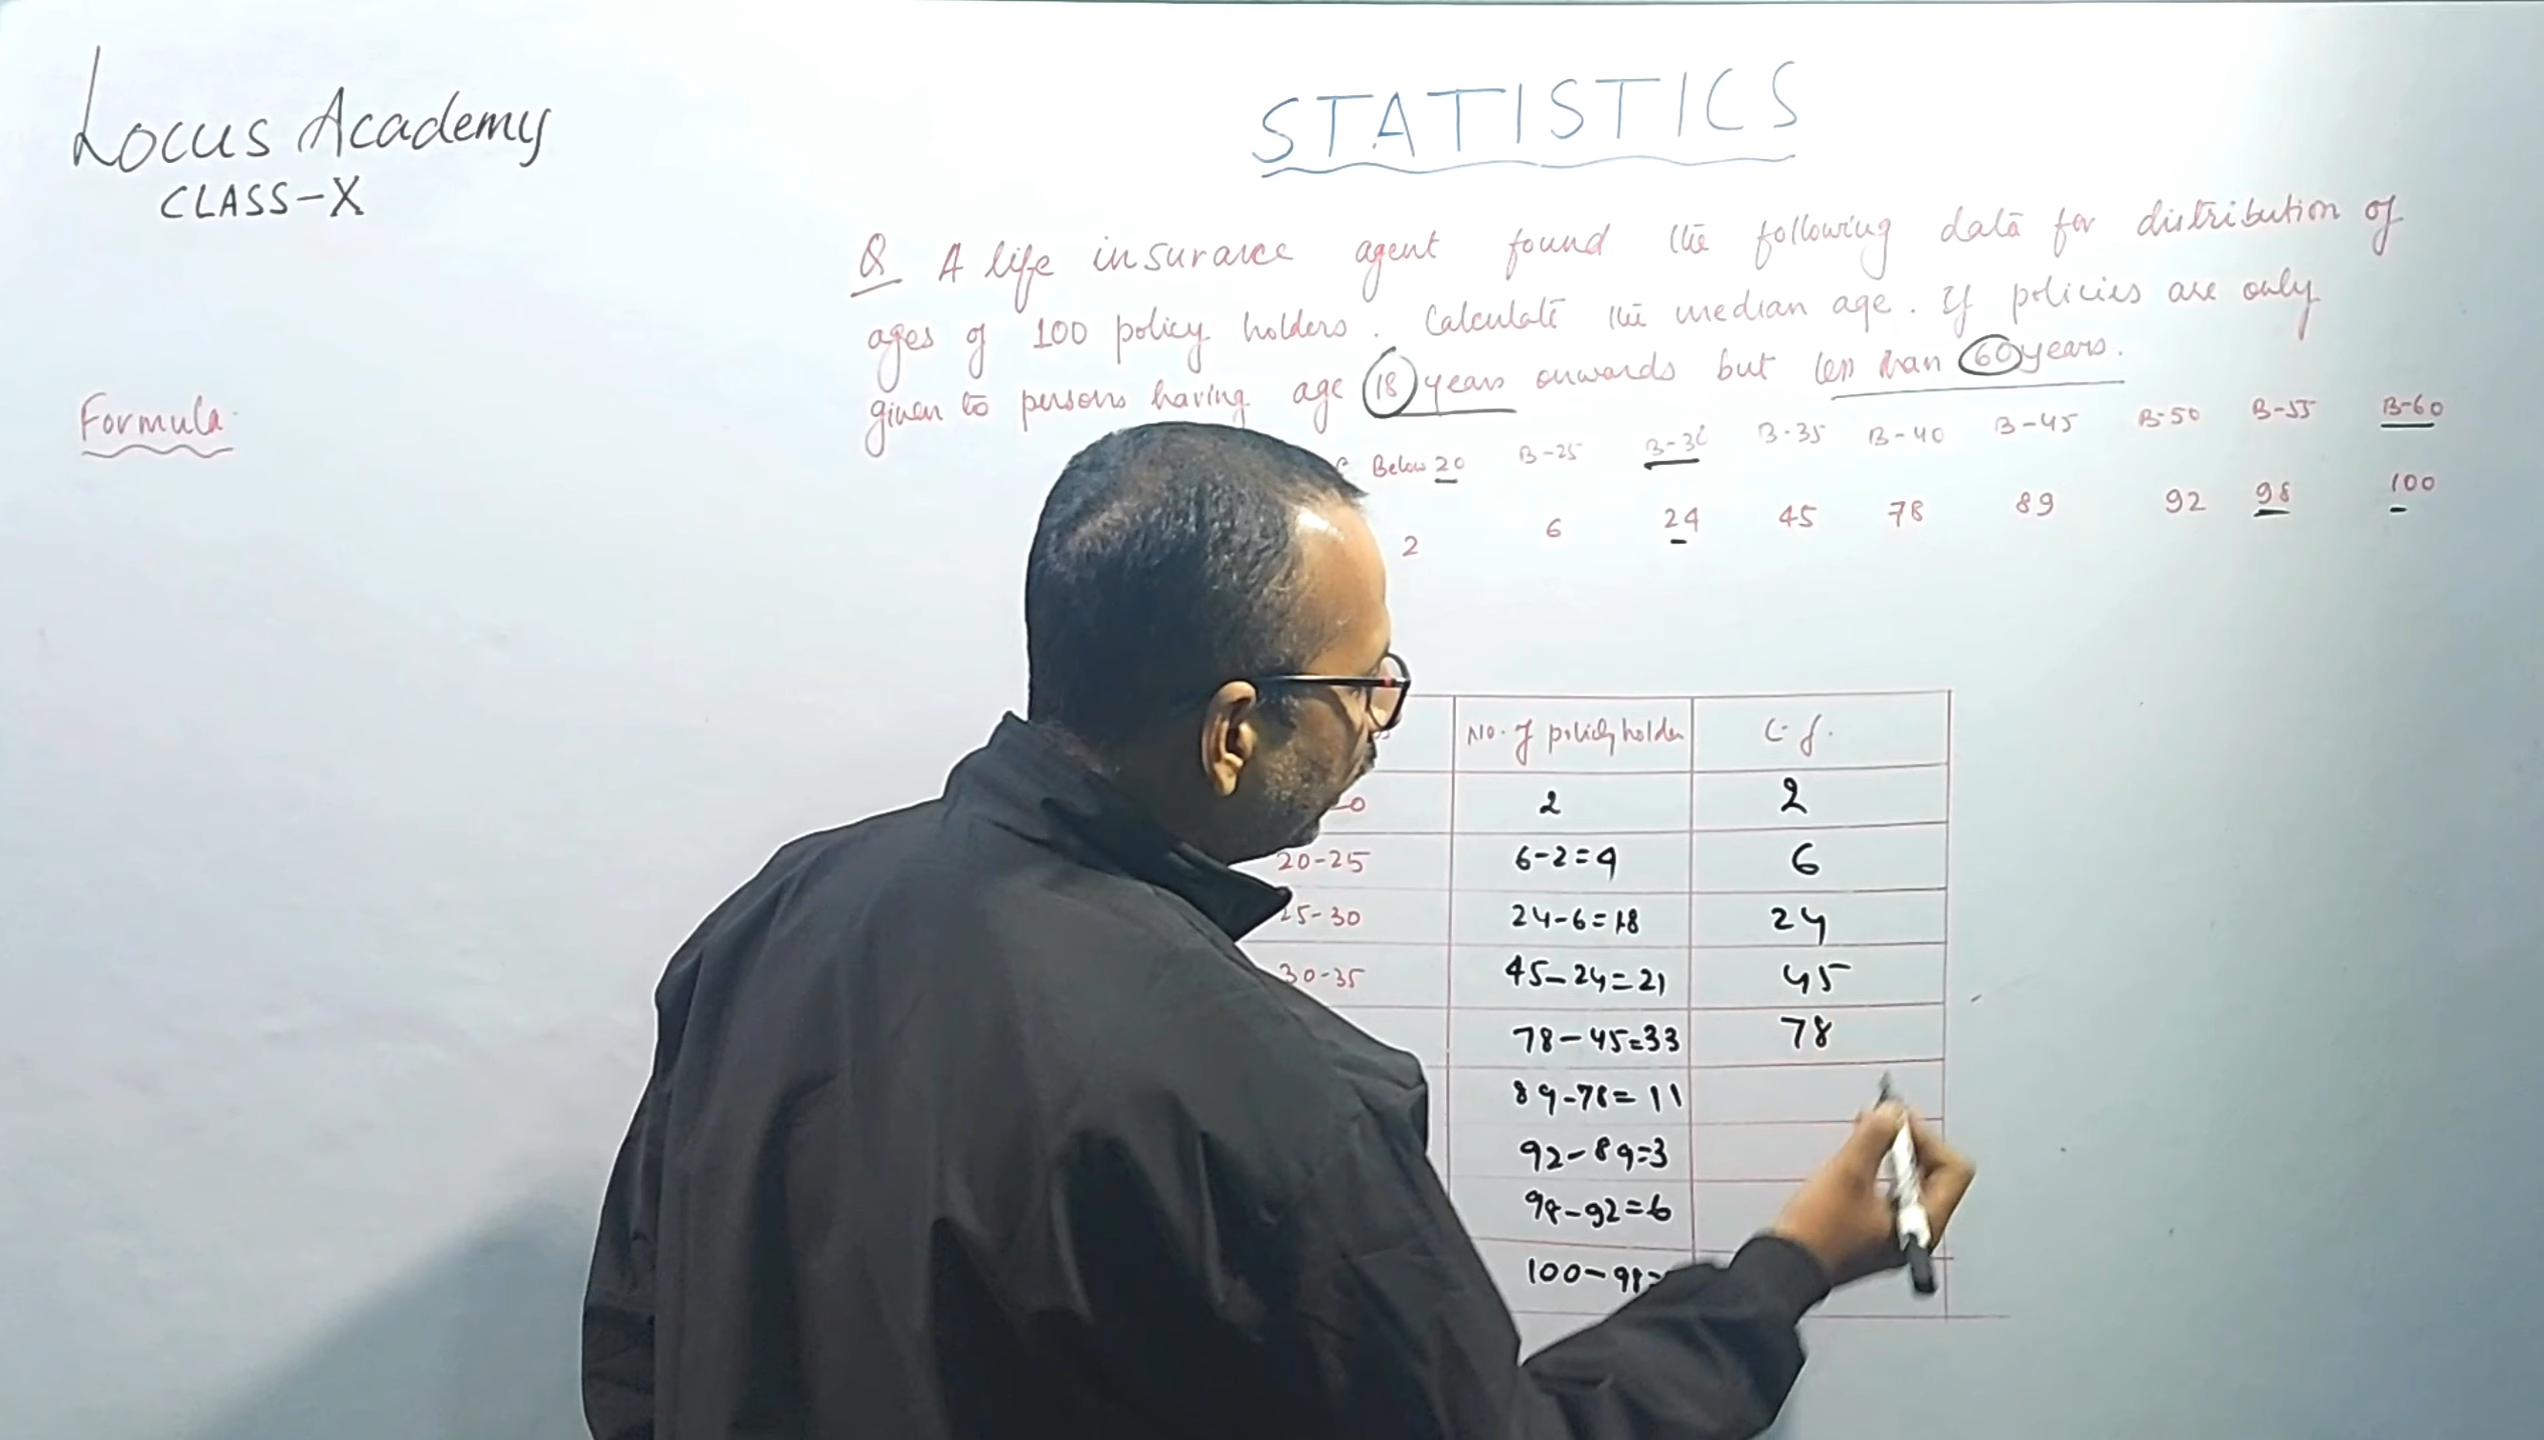 Locus Academy
CLASS-X
STATISTICS
Q A life insurance agent found the following data for distribution of
ages of 100 policy holders. Calculate the median age. If policies are only
given to persons having age 18 years onwards but less than 60 years.
Formula
Below 20 B-25 B-30 B-35 B-40 B-45 B-50 B-55 B-60
2 6 24 45 78 89 92 98 100
No. of policy holder C.f.
2 2
20-25 6-2=4 6
25-30 24-6=18 24
30-35 45-24=21 45
78-45=33 78
89-78=11
92-89=3
98-92=6
100-98=